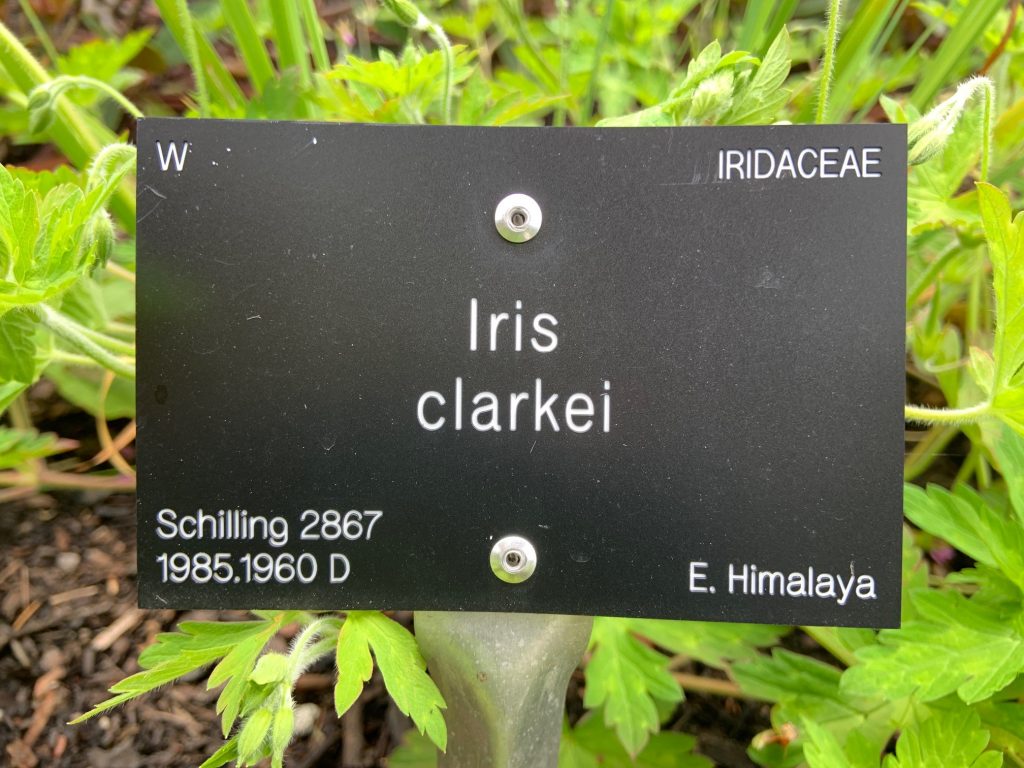 W
IRIDACEAE
Iris
clarkei
Schilling 2867
1985.1960 D
E. Himalaya